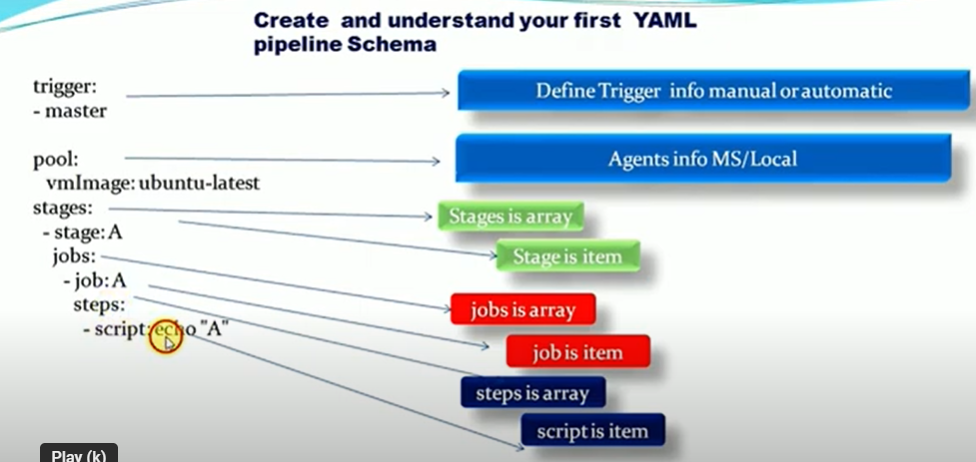 Create and understand your first YAML
pipeline Schema
trigger:
- master
Define Trigger info manual or automatic
pool:
vmImage: ubuntu-latest
Agents info MS/Local
stages:
- stage: A
Stages is array
Stage is item
jobs:
- job: A
jobs is array
job is item
steps:
- script: echo "A"
steps is array
script is item
Play (k)